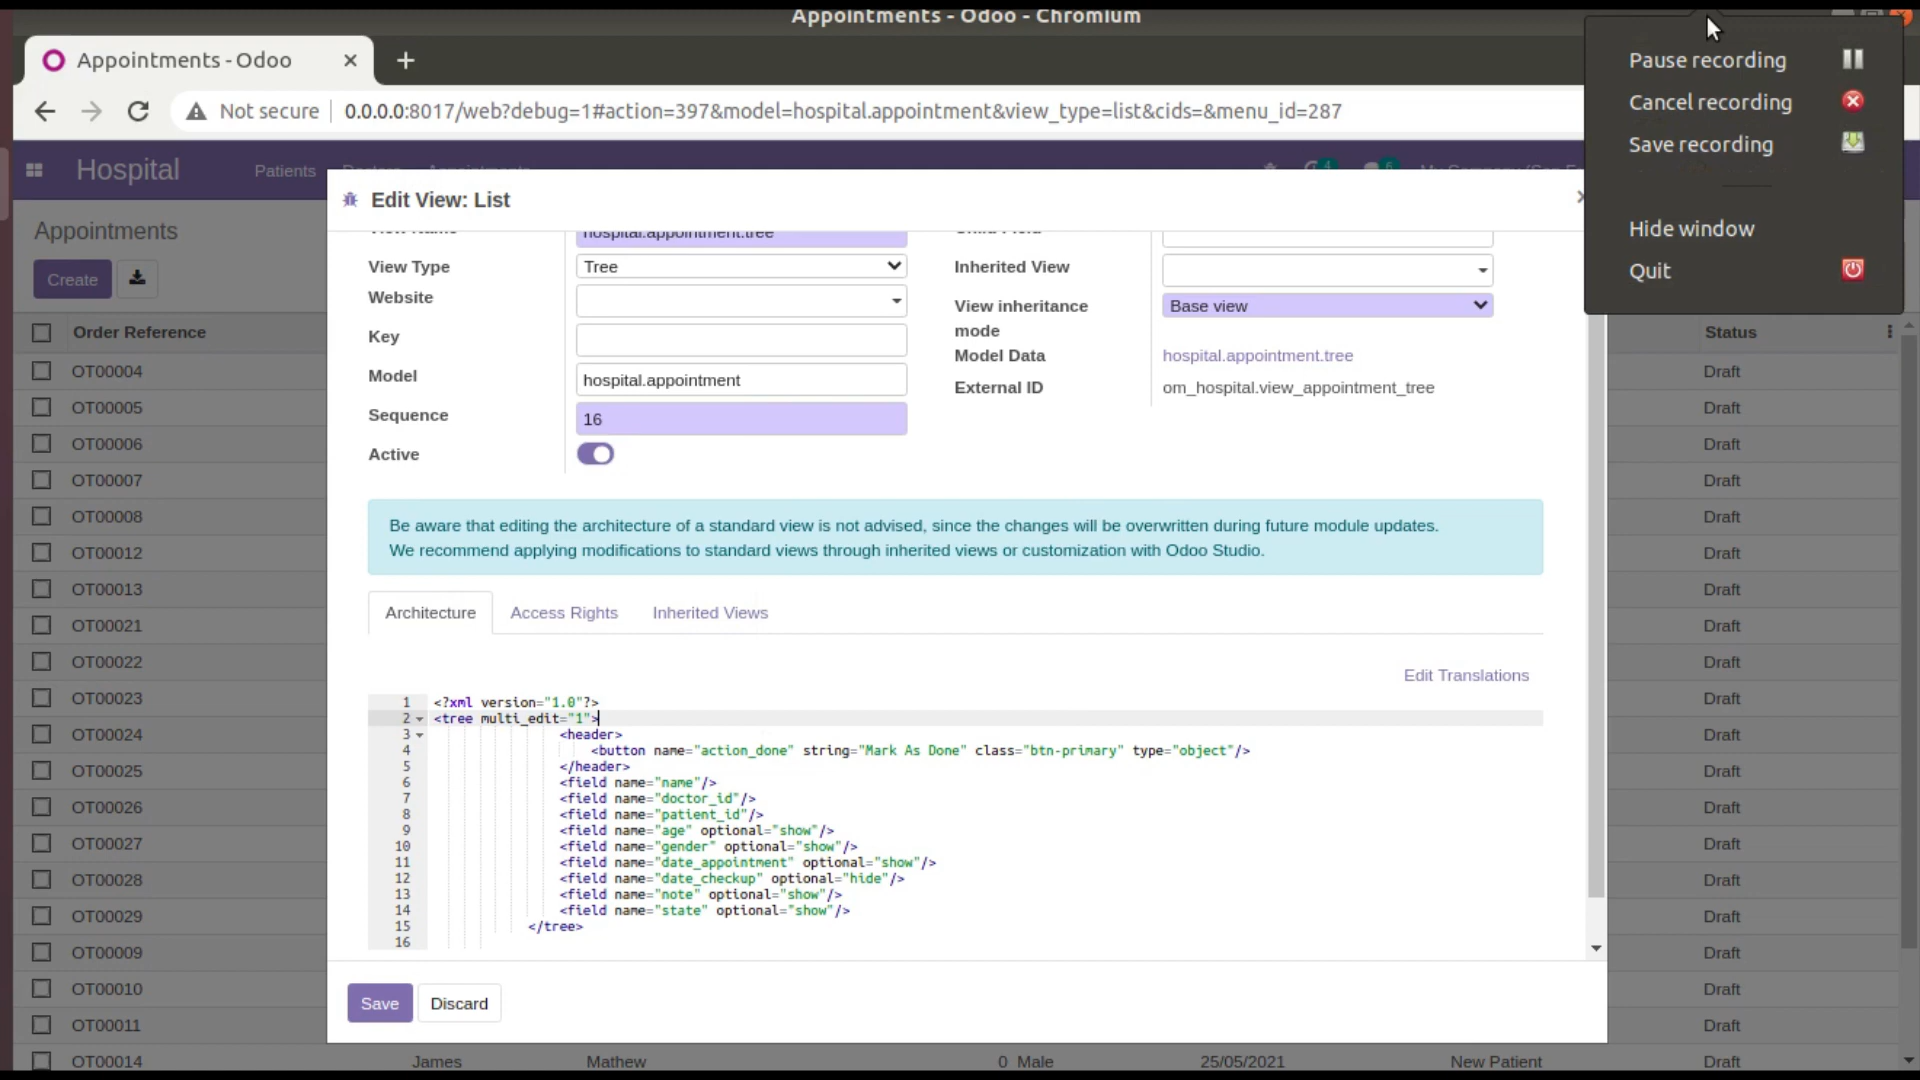 Appointments - Odoo - Chromium
Appointments - Odoo
Not secure
0.0.0.0:8017/web?debug=1#action=397&model=hospital.appointment&view_type=list&cids=&menu_id=287
Pause recording
Cancel recording
Save recording
Hide window
Quit
Hospital
Patients
Appointments
Create
Order Reference
Status
OT00004 Draft
OT00005 Draft
OT00006 Draft
OT00007 Draft
OT00008 Draft
OT00012 Draft
OT00013 Draft
OT00021 Draft
OT00022 Draft
OT00023 Draft
OT00024 Draft
OT00025 Draft
OT00026 Draft
OT00027 Draft
OT00028 Draft
OT00029 Draft
OT00009 Draft
OT00010 Draft
OT00011 Draft
OT00014 James Mathew 0 Male 25/05/2021 New Patient Draft
Edit View: List
hospital.appointment.tree
View Type Tree
Website
Key
Model hospital.appointment
Sequence 16
Active
Inherited View
View inheritance mode Base view
Model Data hospital.appointment.tree
External ID om_hospital.view_appointment_tree
Be aware that editing the architecture of a standard view is not advised, since the changes will be overwritten during future module updates.
We recommend applying modifications to standard views through inherited views or customization with Odoo Studio.
Architecture Access Rights Inherited Views
Edit Translations
1 <?xml version="1.0"?>
2 <tree multi_edit="1">
3 <header>
4 <button name="action_done" string="Mark As Done" class="btn-primary" type="object"/>
5 </header>
6 <field name="name"/>
7 <field name="doctor_id"/>
8 <field name="patient_id"/>
9 <field name="age" optional="show"/>
10 <field name="gender" optional="show"/>
11 <field name="date_appointment" optional="show"/>
12 <field name="date_checkup" optional="hide"/>
13 <field name="note" optional="show"/>
14 <field name="state" optional="show"/>
15 </tree>
16
Save Discard